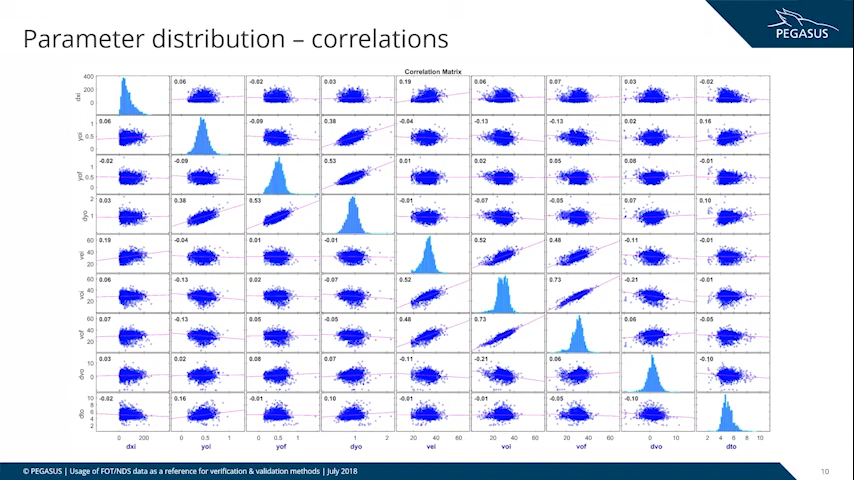 PEGASUS
Parameter distribution – correlations
Correlation Matrix
dxi 400 200 0 0.06 -0.02 0.03 0.19 0.06 0.07 0.03 -0.02
yoi 1 0.5 0 0.06 -0.09 0.38 -0.04 -0.13 -0.13 0.02 0.16
yof 1 0.5 0 -0.02 -0.09 0.53 0.01 0.02 0.05 0.08 -0.01
dyo 2 1 0.03 0.38 0.53 -0.01 -0.07 -0.05 0.07 0.10
vei 60 40 20 0.19 -0.04 0.01 -0.01 0.52 0.48 -0.11 -0.01
voi 60 40 20 0.06 -0.13 0.02 -0.07 0.52 0.73 -0.21 -0.01
vof 60 40 20 0.07 -0.13 0.05 -0.05 0.48 0.73 0.06 -0.05
dvo 10 0 0.03 0.02 0.08 0.07 -0.11 -0.21 0.06 -0.10
dto 10 8 6 4 2 -0.02 0.16 -0.01 0.10 -0.01 -0.01 -0.05 -0.10
0 200 0 0.5 1 0 0.5 1 1 2 20 40 60 20 40 60 20 40 60 0 10 2 4 6 8 10
dxi yoi yof dyo vei voi vof dvo dto
© PEGASUS | Usage of FOT/NDS data as a reference for verification & validation methods | July 2018
10